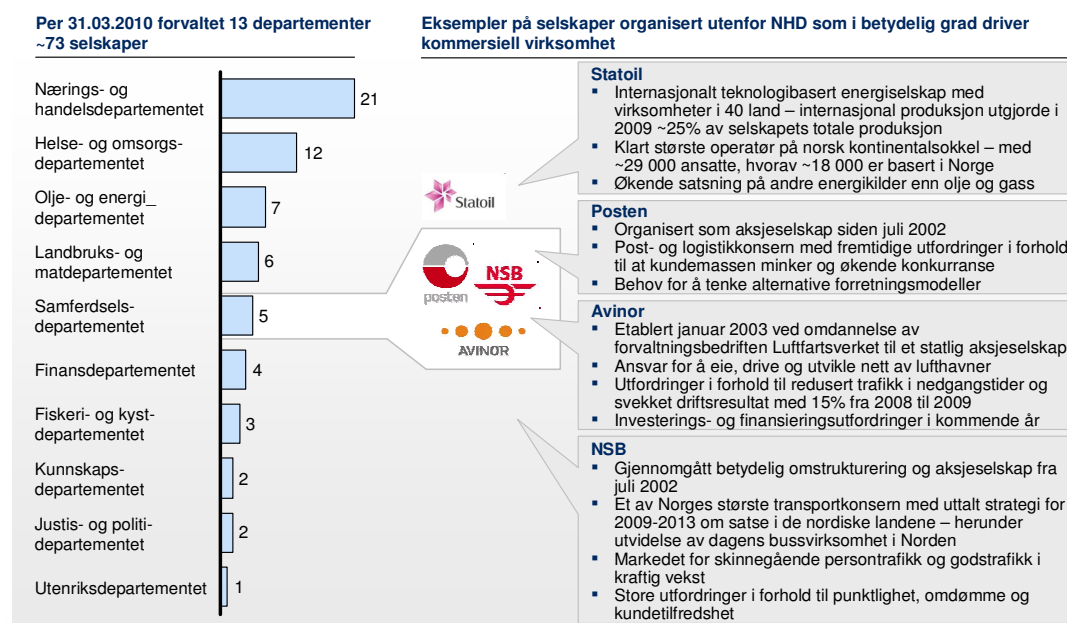 Per 31.03.2010 forvaltet 13 departementer
~73 selskaper
Nærings- og
handelsdepartementet
21
Helse- og omsorgs-
departementet
12
Olje- og energi_
departementet
7
Landbruks- og
matdepartementet
6
Samferdsels-
departementet
5
Finansdepartementet
4
Fiskeri- og kyst-
departementet
3
Kunnskaps-
departementet
2
Justis- og politi-
departementet
2
Utenriksdepartementet
1
Eksempler på selskaper organisert utenfor NHD som i betydelig grad driver
kommersiell virksomhet
Statoil
posten
NSB
AVINOR
Statoil
▪ Internasjonalt teknologibasert energiselskap med
virksomheter i 40 land – internasjonal produksjon utgjorde i
2009 ~25% av selskapets totale produksjon
▪ Klart største operatør på norsk kontinentalsokkel – med
~29 000 ansatte, hvorav ~18 000 er basert i Norge
▪ Økende satsning på andre energikilder enn olje og gass
Posten
▪ Organisert som aksjeselskap siden juli 2002
▪ Post- og logistikkonsern med fremtidige utfordringer i forhold
til at kundemassen minker og økende konkurranse
▪ Behov for å tenke alternative forretningsmodeller
Avinor
▪ Etablert januar 2003 ved omdannelse av
forvaltningsbedriften Luftfartsverket til et statlig aksjeselskap
▪ Ansvar for å eie, drive og utvikle nett av lufthavner
▪ Utfordringer i forhold til redusert trafikk i nedgangstider og
svekket driftsresultat med 15% fra 2008 til 2009
▪ Investerings- og finansieringsutfordringer i kommende år
NSB
▪ Gjennomgått betydelig omstrukturering og aksjeselskap fra
juli 2002
▪ Et av Norges største transportkonsern med uttalt strategi for
2009-2013 om satse i de nordiske landene – herunder
utvidelse av dagens bussvirksomhet i Norden
▪ Markedet for skinnegående persontrafikk og godstrafikk i
kraftig vekst
▪ Store utfordringer i forhold til punktlighet, omdømme og
kundetilfredshet